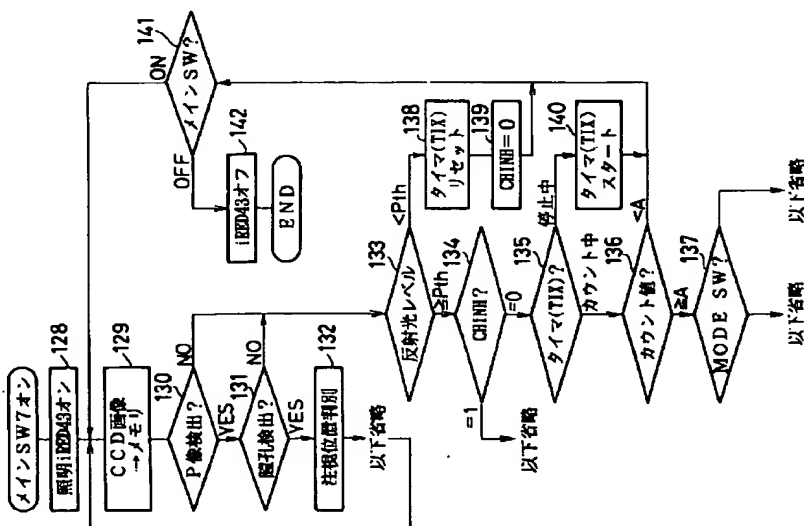 メインSW7オン
照明iRED43オン
128
CCD画像
→メモリ
129
P像検出?
130
NO
YES
瞳孔検出?
131
NO
YES
注視位置判別
132
以下省略
反射光レベル
133
<Pth
≧Pth
CHINH?
134
=1
以下省略
=0
タイマ(TIX)?
135
停止中
カウント中
カウント値?
136
<A
≧A
MODE SW?
137
以下省略
以下省略
タイマ(TIX)
リセット
138
CHINH=0
139
タイマ(TIX)
スタート
140
メインSW?
141
ON
OFF
iRED43オフ
142
END